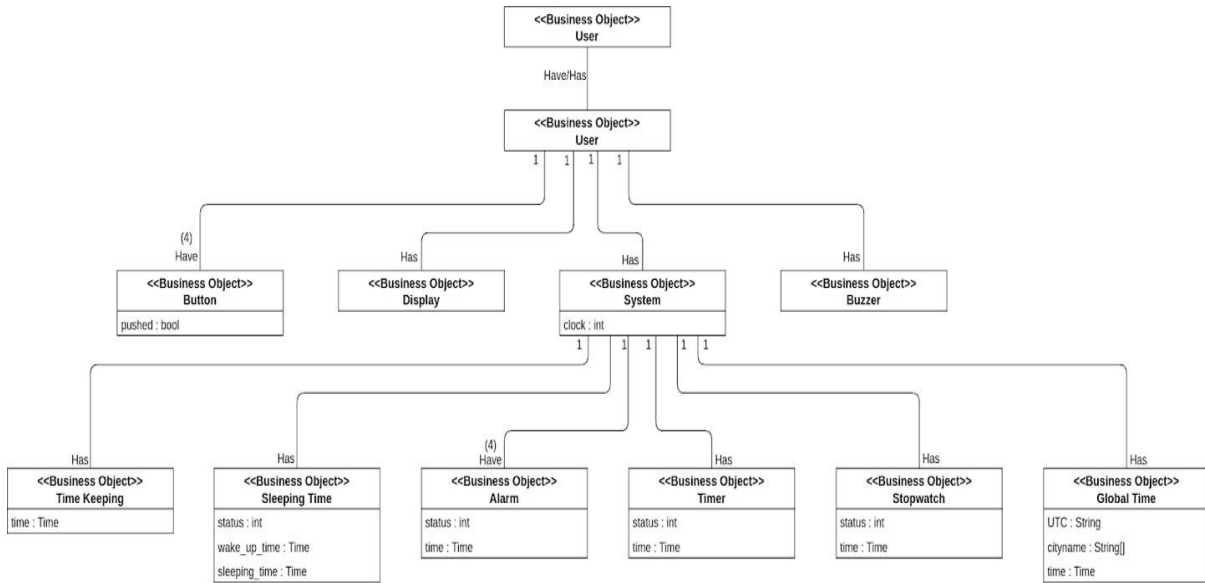 <<Business Object>>
User
Have/Has
<<Business Object>>
User
1 1 1 1
(4)
Have Has Has Has
<<Business Object>>
Button
pushed : bool
<<Business Object>>
Display
<<Business Object>>
System
clock : int
<<Business Object>>
Buzzer
1 1 1 1 1
(4)
Has Has Have Has Has Has
<<Business Object>>
Time Keeping
time : Time
<<Business Object>>
Sleeping Time
status : int
wake_up_time : Time
sleeping_time : Time
<<Business Object>>
Alarm
status : int
time : Time
<<Business Object>>
Timer
status : int
time : Time
<<Business Object>>
Stopwatch
status : int
time : Time
<<Business Object>>
Global Time
UTC : String
cityname : String[]
time : Time